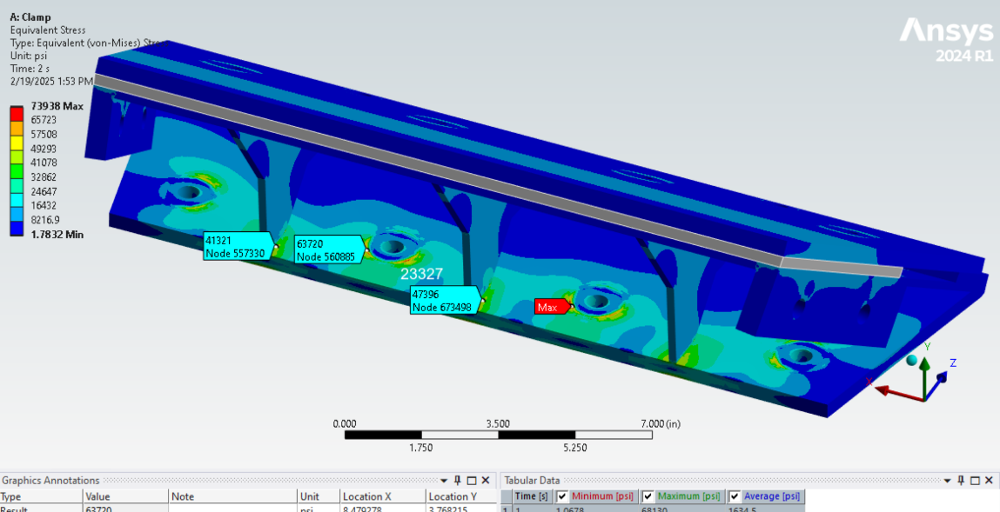 A: Clamp
Equivalent Stress
Type: Equivalent (von-Mises) Stress
Unit: psi
Time: 2 s
2/19/2025 1:53 PM
73938 Max
65723
57508
49293
41078
32862
24647
16432
8216.9
1.7832 Min
Ansys
2024 R1
41321
Node 557330
63720
Node 560885
23327
47396
Node 673498
Max
Y
Z
X
0.000 3.500 7.000 (in)
1.750 5.250
Graphics Annotations
Type Value Note Unit Location X Location Y
Result 63720 psi 8.479278 3.768215
Tabular Data
Time [s] Minimum [psi] Maximum [psi] Average [psi]
1 1. 1.0678 68130 1634.5